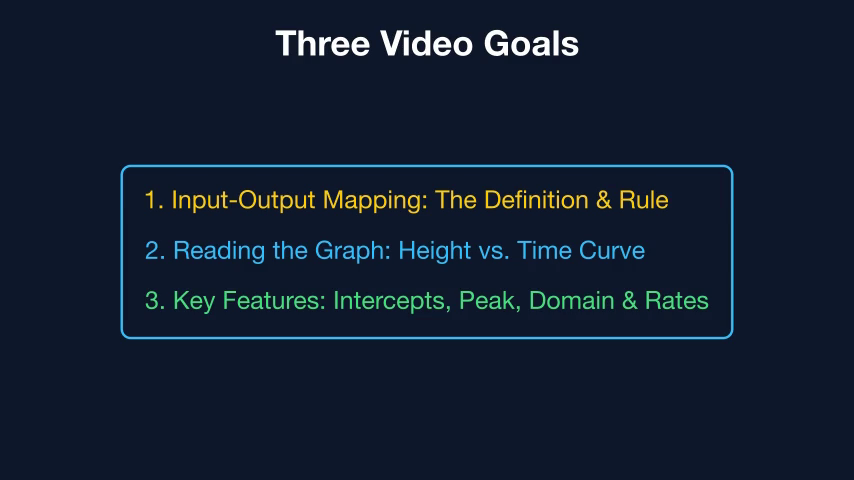 Three Video Goals
1. Input-Output Mapping: The Definition & Rule
2. Reading the Graph: Height vs. Time Curve
3. Key Features: Intercepts, Peak, Domain & Rates